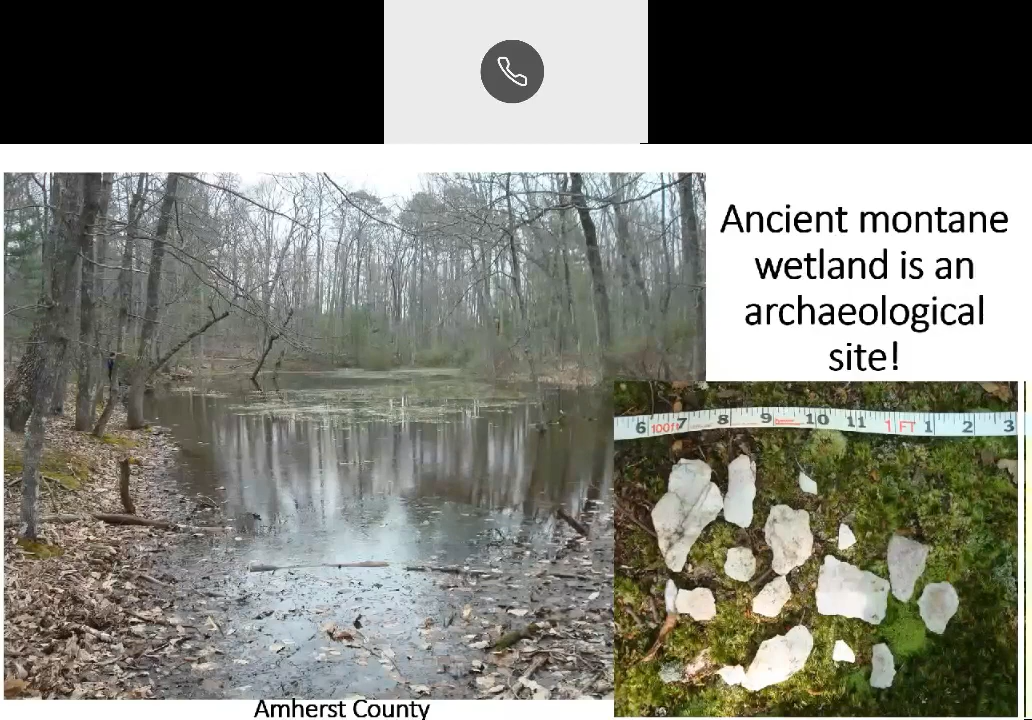 Ancient montane
wetland is an
archaeological
site!
6 100ft 7 8 9 10 11 1 FT 1 2 3
Amherst County